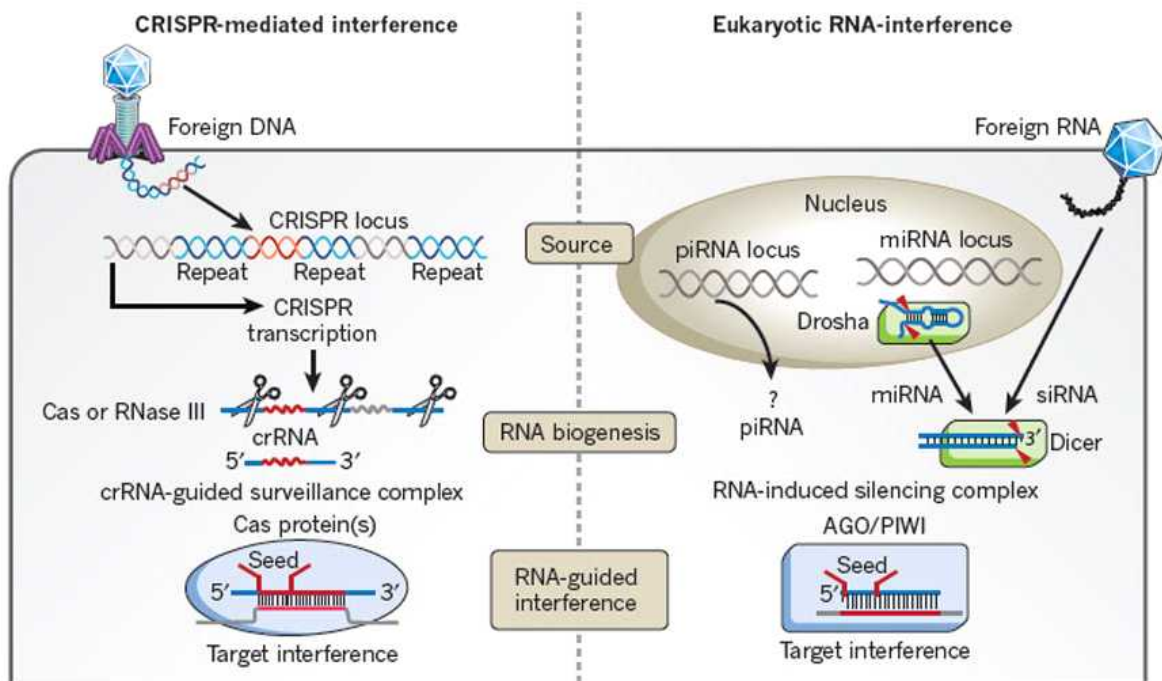 CRISPR-mediated interference
Eukaryotic RNA-interference
Foreign DNA
Foreign RNA
CRISPR locus
Repeat
Repeat
Repeat
CRISPR
transcription
Source
Nucleus
piRNA locus
miRNA locus
Drosha
?
piRNA
miRNA
siRNA
3′
Dicer
Cas or RNase III
crRNA
5′
3′
RNA biogenesis
crRNA-guided surveillance complex
Cas protein(s)
Seed
5′
3′
Target interference
RNA-guided
interference
RNA-induced silencing complex
AGO/PIWI
Seed
5′
Target interference